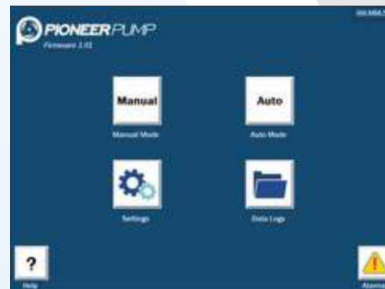 PIONEER PUMP
Firmware 1.01
Manual
Auto
Manual Mode
Auto Mode
Settings
Data Logs
?
Help
Alarms